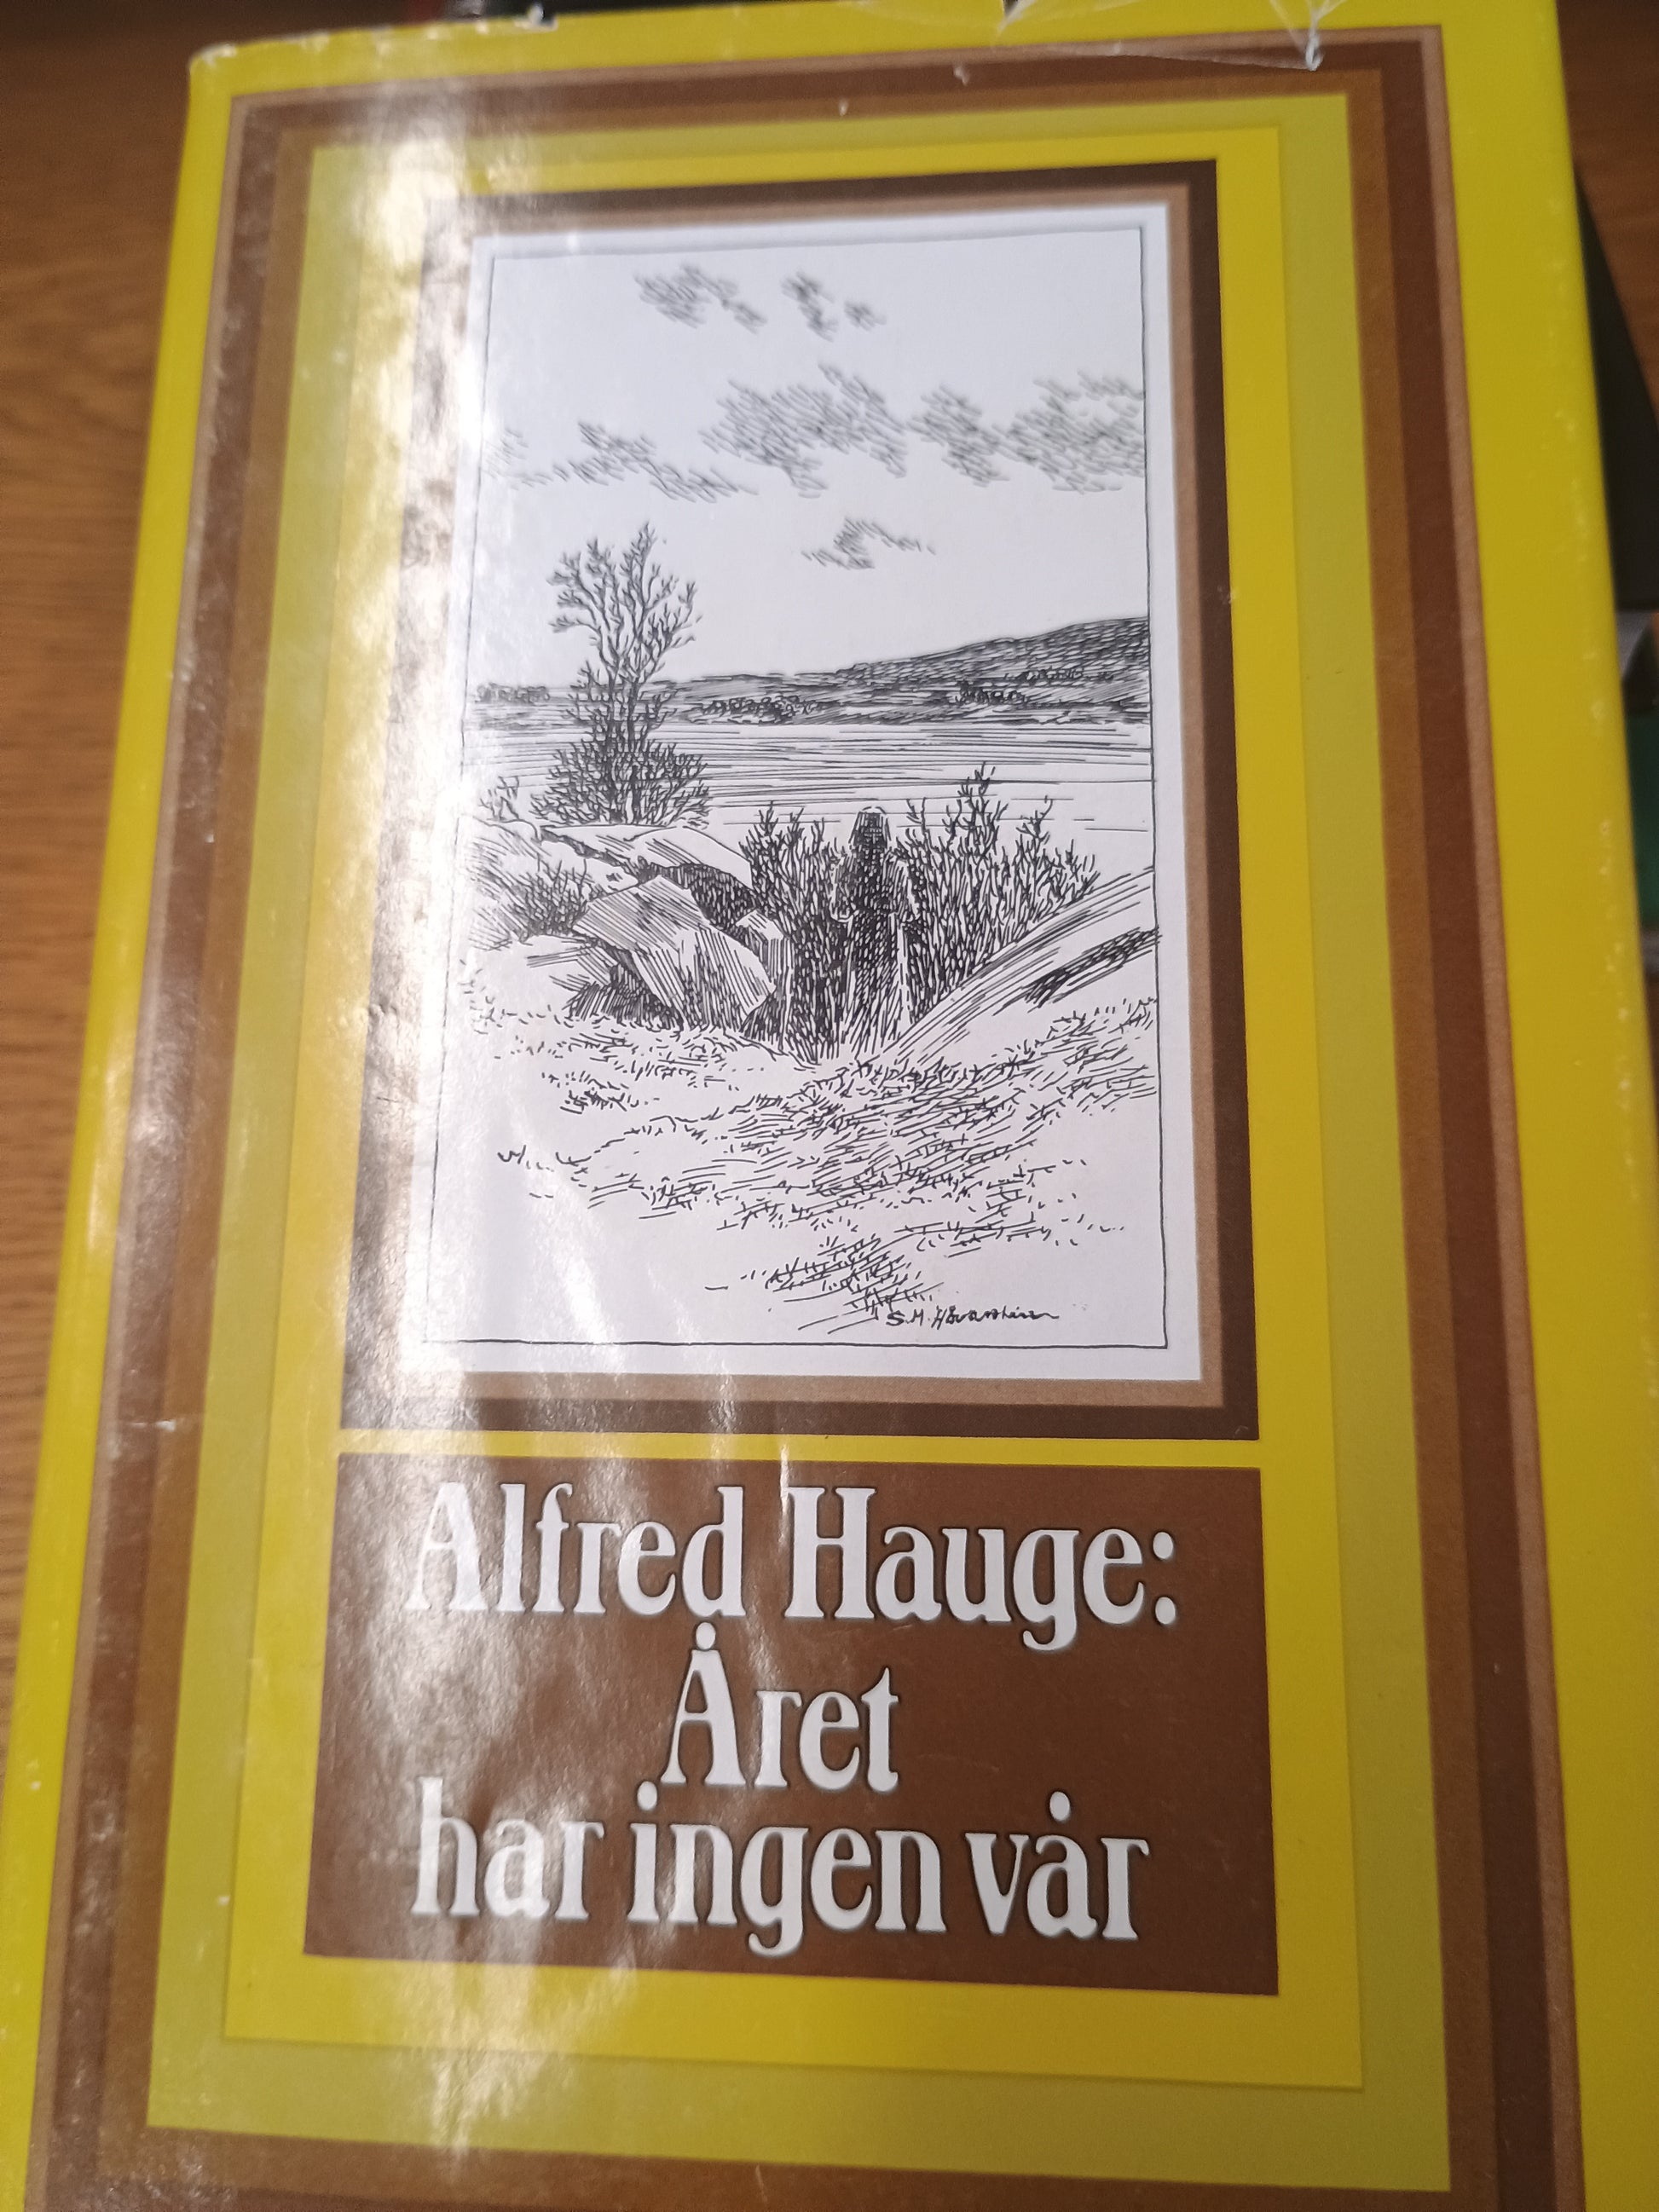 S.M. Håvarstein
Alfred Hauge:
Året
har ingen vår